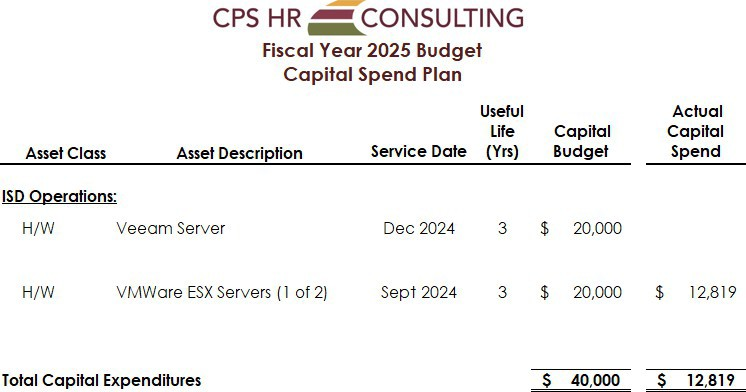 CPS HR CONSULTING
Fiscal Year 2025 Budget
Capital Spend Plan
Asset Class Asset Description Service Date Useful Life (Yrs) Capital Budget Actual Capital Spend
ISD Operations:
H/W Veeam Server Dec 2024 3 $ 20,000
H/W VMWare ESX Servers (1 of 2) Sept 2024 3 $ 20,000 $ 12,819
Total Capital Expenditures $ 40,000 $ 12,819